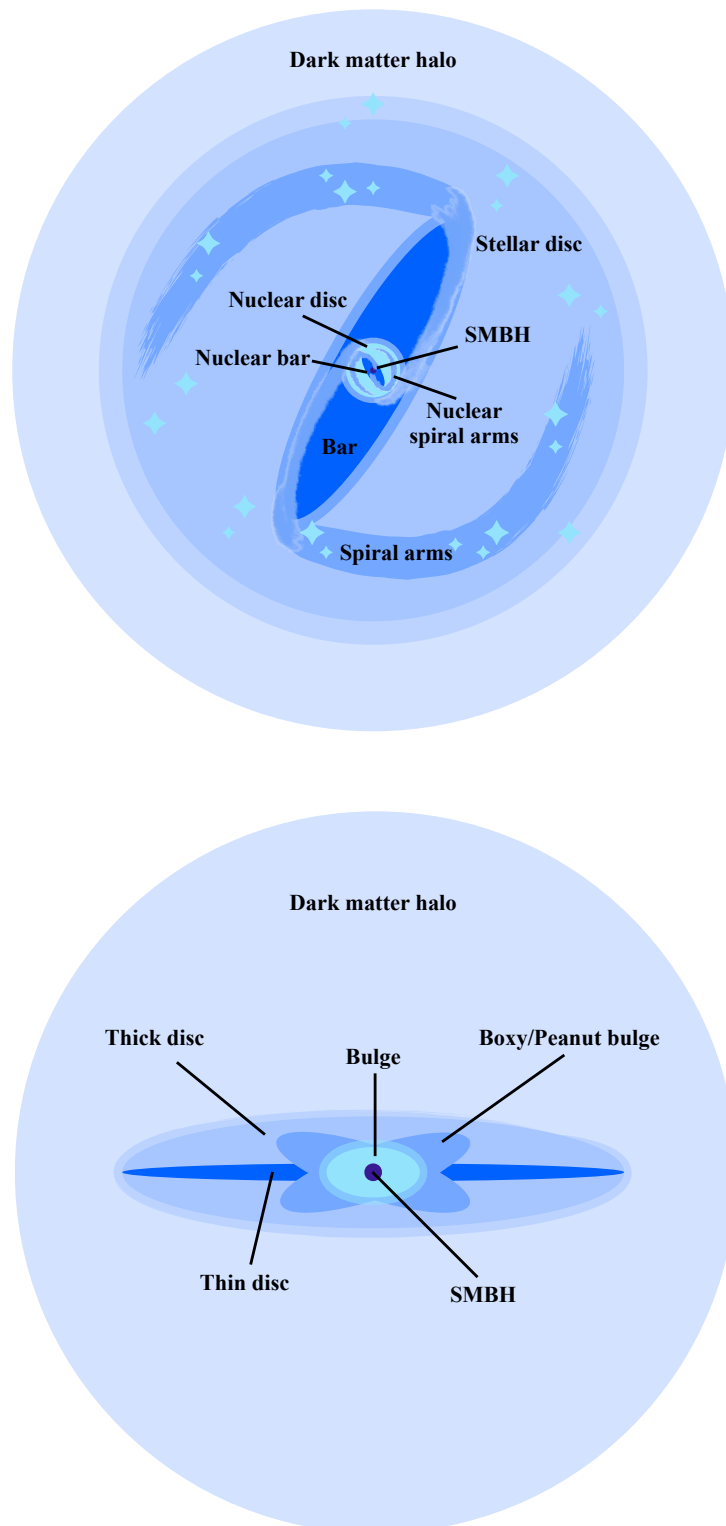 Dark matter halo
Stellar disc
Nuclear disc
SMBH
Nuclear bar
Nuclear
spiral arms
Bar
Spiral arms
Dark matter halo
Thick disc
Boxy/Peanut bulge
Bulge
Thin disc
SMBH